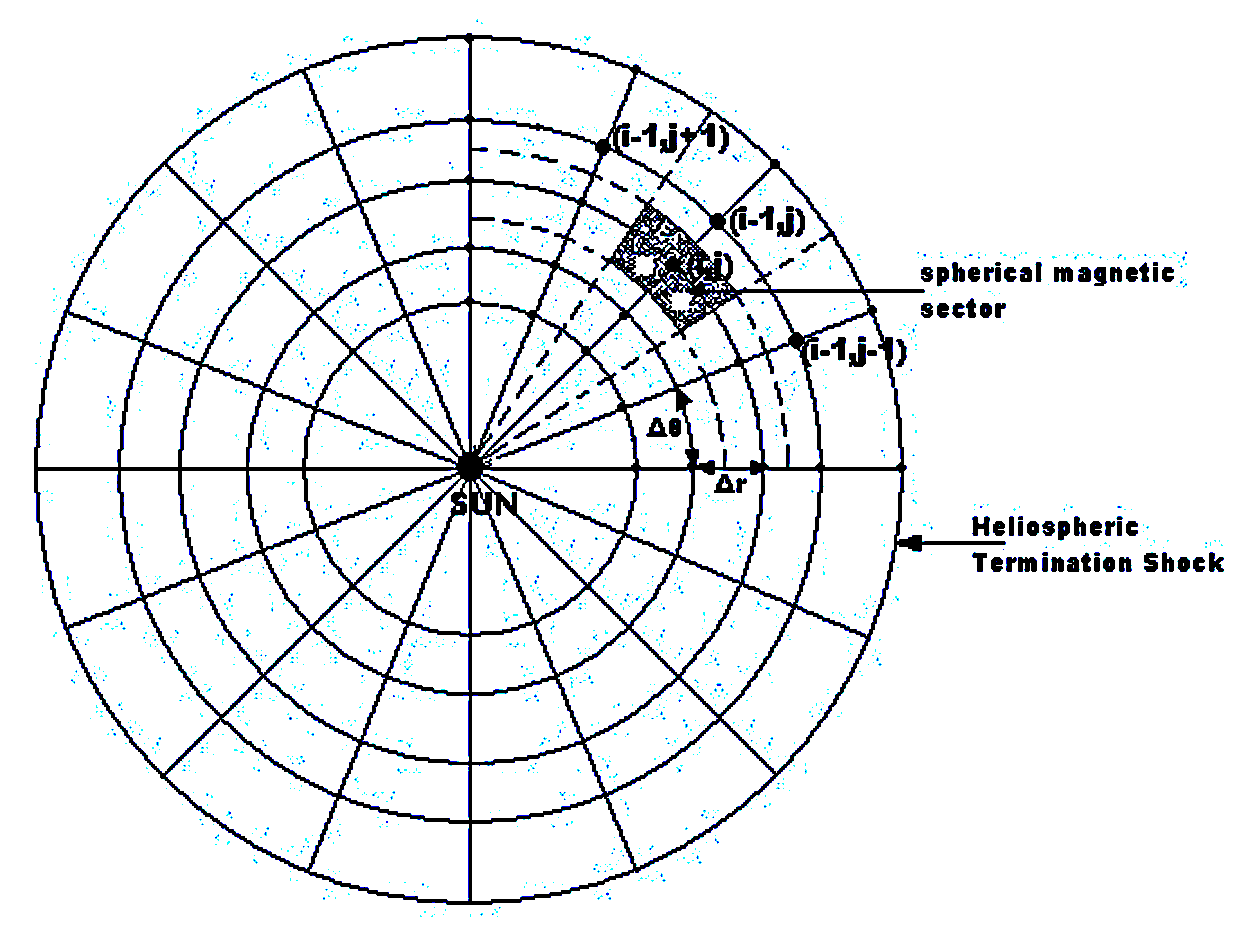 (i-1,j+1)
(i-1,j)
(i,j)
spherical magnetic
sector
(i-1,j-1)
Δθ
Δr
SUN
Heliospheric
Termination Shock